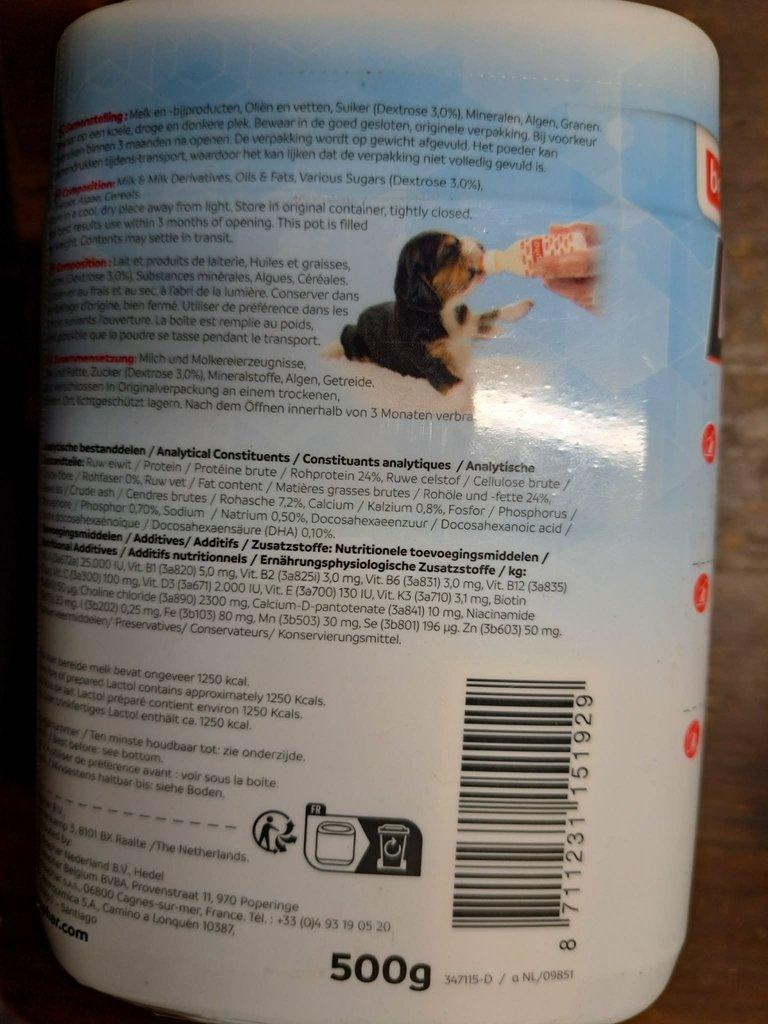 Samenstelling: Melk en -bijproducten, Oliën en vetten, Suiker (Dextrose 3,0%), Mineralen, Algen, Granen.
op een koele, droge en donkere plek. Bewaar in de goed gesloten, originele verpakking. Bij voorkeur
binnen 3 maanden na openen. De verpakking wordt op gewicht afgevuld. Het poeder kan
tijdens transport, waardoor het kan lijken dat de verpakking niet volledig gevuld is.
Composition: Milk & Milk Derivatives, Oils & Fats, Various Sugars (Dextrose 3.0%),
Algae, Cereals.
in a cool, dry place away from light. Store in original container, tightly closed.
best results use within 3 months of opening. This pot is filled
weight. Contents may settle in transit.
Composition: Lait et produits de laiterie, Huiles et graisses,
(Dextrose 3.0%), Substances minérales, Algues, Céréales.
au frais et au sec, à l'abri de la lumière. Conserver dans
d'origine, bien fermé. Utiliser de préférence dans les
suivants l'ouverture. La boîte est remplie au poids,
possible que la poudre se tasse pendant le transport.
Zusammensetzung: Milch und Molkereierzeugnisse,
und Fette, Zucker (Dextrose 3,0%), Mineralstoffe, Algen, Getreide.
verschlossen in Originalverpackung an einem trockenen,
Ort lichtgeschützt lagern. Nach dem Öffnen innerhalb von 3 Monaten verbra
bestanddelen / Analytical Constituents / Constituants analytiques / Analytische
Ruw eiwit / Protein / Protéine brute / Rohprotein 24%, Ruwe celstof / Cellulose brute /
fibre / Rohfaser 0%, Ruw vet / Fat content / Matières grasses brutes / Rohöle und -fette 24%,
/ Crude ash / Cendres brutes / Rohasche 7,2%, Calcium / Kalzium 0,8%, Fosfor / Phosphorus /
/ Phosphor 0,70%, Sodium / Natrium 0,50%, Docosahexaeenzuur / Docosahexanoic acid /
docosahexaénoïque / Docosahexaensäure (DHA) 0,10%.
/ Additives/ Additifs / Zusatzstoffe: Nutritionele toevoegingsmiddelen /
Additives / Additifs nutritionnels / Ernährungsphysiologische Zusatzstoffe / kg:
25.000 IU, Vit. B1 (3a820) 5,0 mg, Vit. B2 (3a825i) 3,0 mg, Vit. B6 (3a831) 3,0 mg, Vit. B12 (3a835)
Vit. C (3a300) 100 mg, Vit. D3 (3a671) 2.000 IU, Vit. E (3a700) 130 IU, Vit. K3 (3a710) 3,1 mg, Biotin
50 µg, Choline chloride (3a890) 2300 mg, Calcium-D-pantotenate (3a841) 10 mg, Niacinamide
20 mg. I (3b202) 0,25 mg, Fe (3b103) 80 mg, Mn (3b503) 30 mg, Se (3b801) 196 µg. Zn (3b603) 50 mg.
Preservatives/ Conservateurs/ Konservierungsmittel.
bereide melk bevat ongeveer 1250 kcal.
of prepared Lactol contains approximately 1250 Kcals.
de lait Lactol préparé contient environ 1250 Kcals.
trinkfertiges Lactol enthält ca. 1250 kcal.
/ Ten minste houdbaar tot: zie onderzijde.
Best before: see bottom.
de préférence avant : voir sous la boîte.
Mindestens haltbar bis: siehe Boden.
3, 8101 BX Raalte /The Netherlands.
by:
Nederland B.V., Hedel
Belgium BVBA, Provenstraat 11, 970 Poperinge
06800 Cagnes-sur-mer, France. Tél. : +33 (0)4 93 19 05 20
S.A., Camino a Lonquén 10387,
- Santiago
.com
FR
500g
347115-D / a NL/09851
8 711231 151929